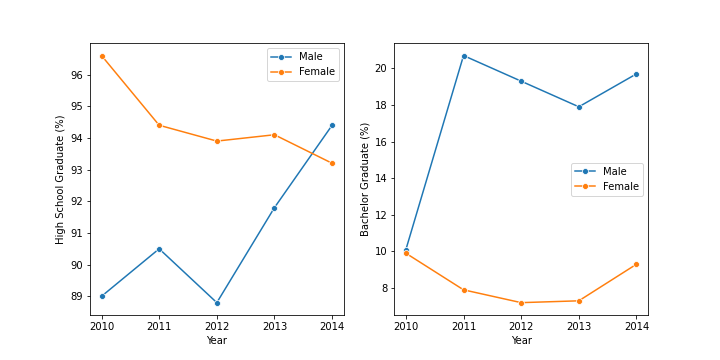 High School Graduate (%)
96
95
94
93
92
91
90
89
2010 2011 2012 2013 2014
Year
Male
Female
Bachelor Graduate (%)
20
18
16
14
12
10
8
2010 2011 2012 2013 2014
Year
Male
Female